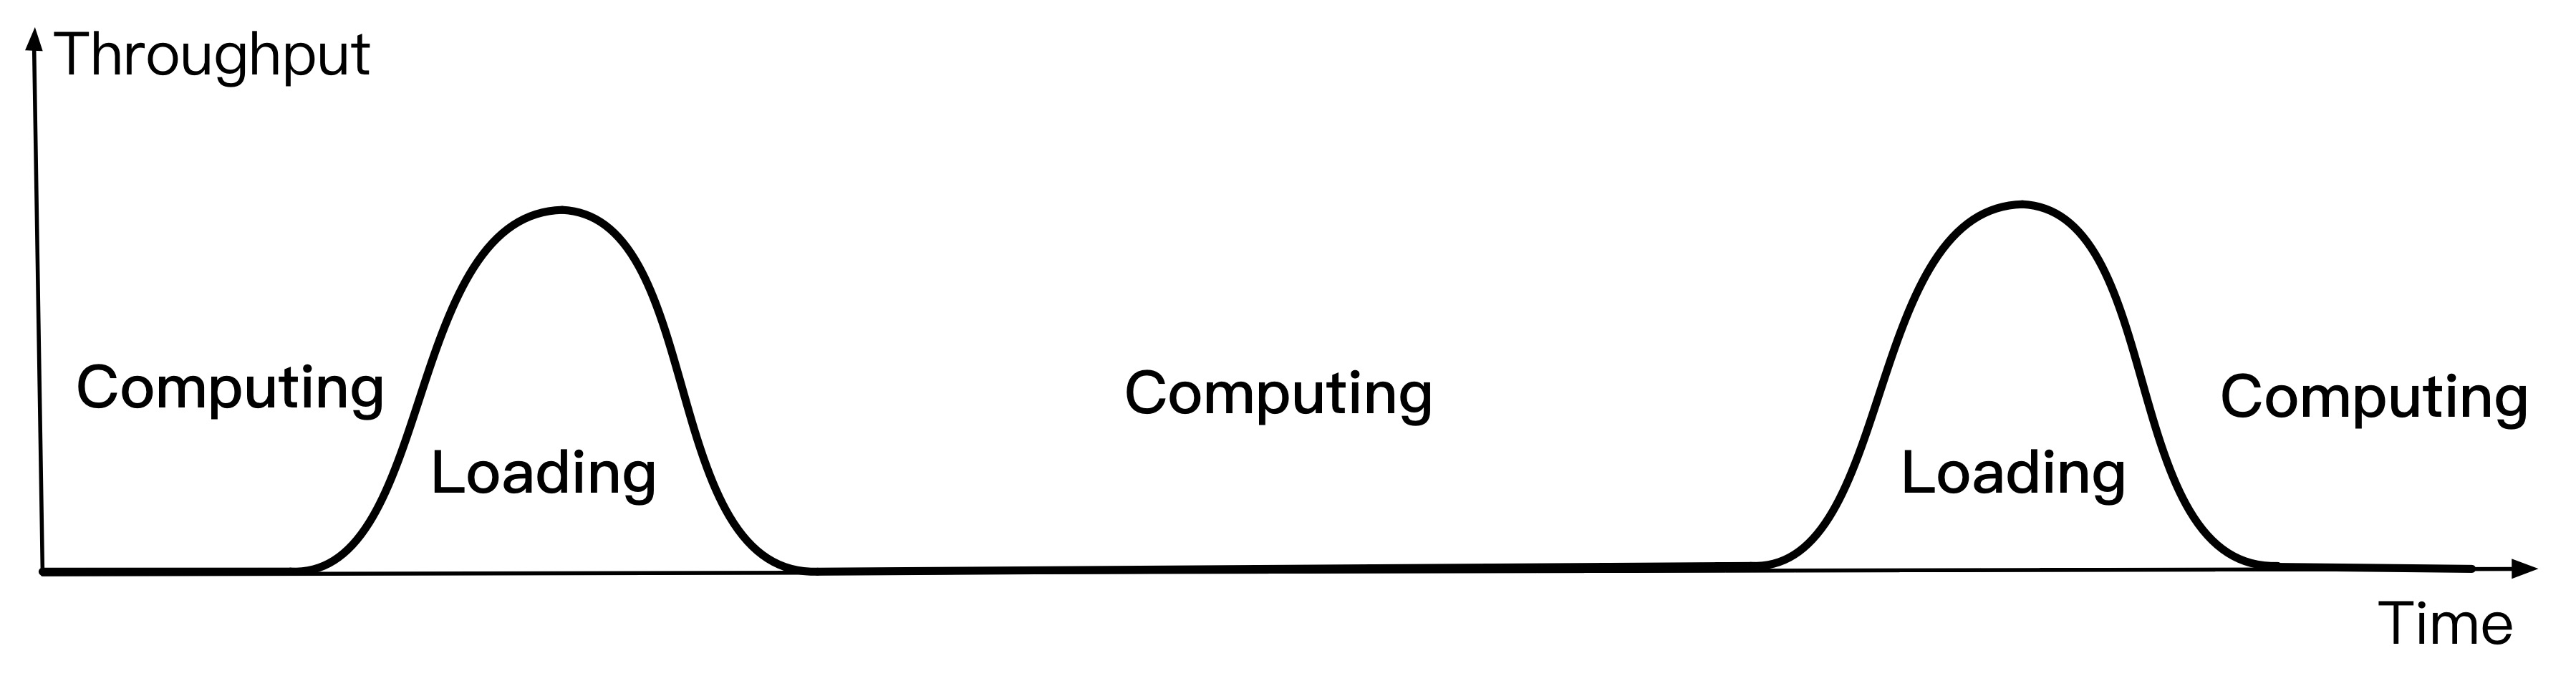 Throughput
Computing
Loading
Computing
Loading
Computing
Time